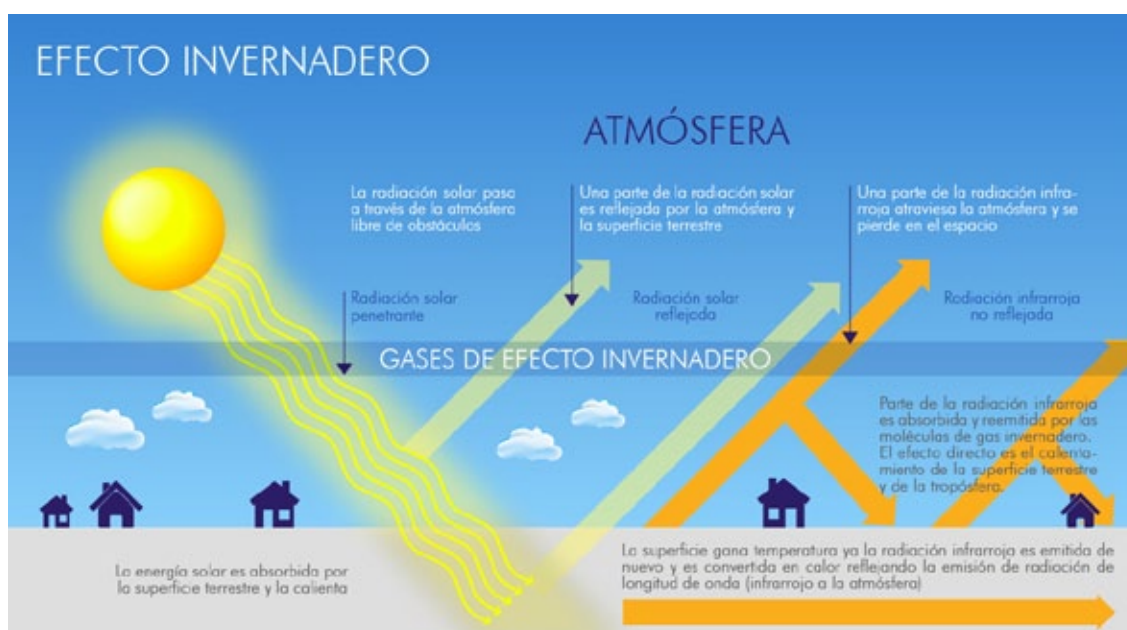 EFECTO INVERNADERO
ATMÓSFERA
La radiación solar pasa
a través de la atmósfera
libre de obstáculos
Una parte de la radiación solar
es reflejada por la atmósfera y
la superficie terrestre
Una parte de la radiación infra-
rroja atraviesa la atmósfera y se
pierde en el espacio
Radiación solar
penetrante
Radiación solar
reflejada
Radiación infrarroja
no reflejada
GASES DE EFECTO INVERNADERO
Parte de la radiación infrarroja
es absorbida y reemitida por las
moléculas de gas invernadero.
El efecto directo es el calenta-
miento de la superficie terrestre
y de la tropósfera.
La energía solar es absorbida por
la superficie terrestre y la calienta
La superficie gana temperatura ya la radiación infrarroja es emitida de
nuevo y es convertida en calor reflejando la emisión de radiación de
longitud de onda (infrarrojo a la atmósfera)